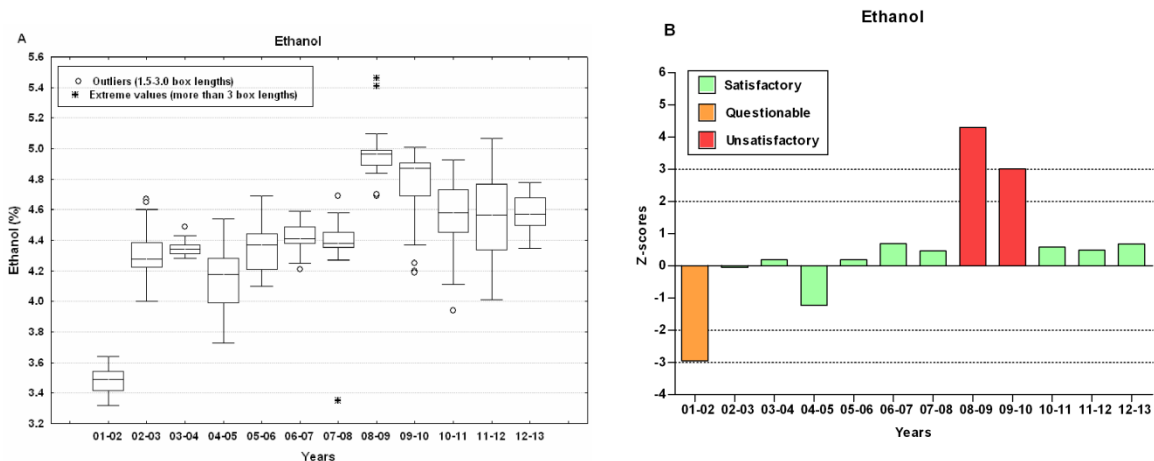 A
Ethanol
Outliers (1.5-3.0 box lengths)
Extreme values (more than 3 box lengths)
Ethanol (%)
5.6
5.4
5.2
5.0
4.8
4.6
4.4
4.2
4.0
3.8
3.6
3.4
3.2
01-02 02-03 03-04 04-05 05-06 06-07 07-08 08-09 09-10 10-11 11-12 12-13
Years
B
Ethanol
Satisfactory
Questionable
Unsatisfactory
Z-scores
6
5
4
3
2
1
0
-1
-2
-3
-4
01-02 02-03 03-04 04-05 05-06 06-07 07-08 08-09 09-10 10-11 11-12 12-13
Years